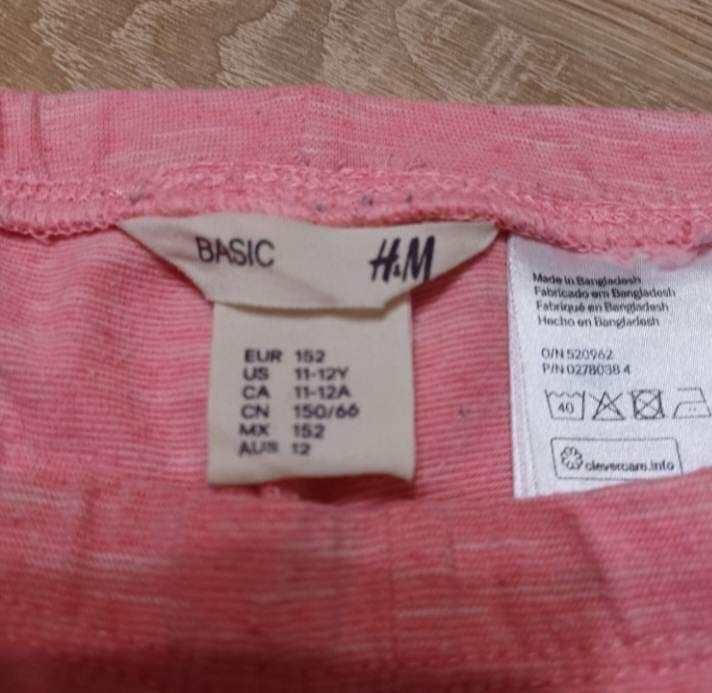 BASIC H&M
EUR 152
US 11-12Y
CA 11-12A
CN 150/66
MX 152
AUS 12
Made in Bangladesh
Fabricado em Bangladesh
Fabriqué en Bangladesh
Hecho en Bangladesh
O/N 520962
P/N 0278038 4
40
clevercare.info